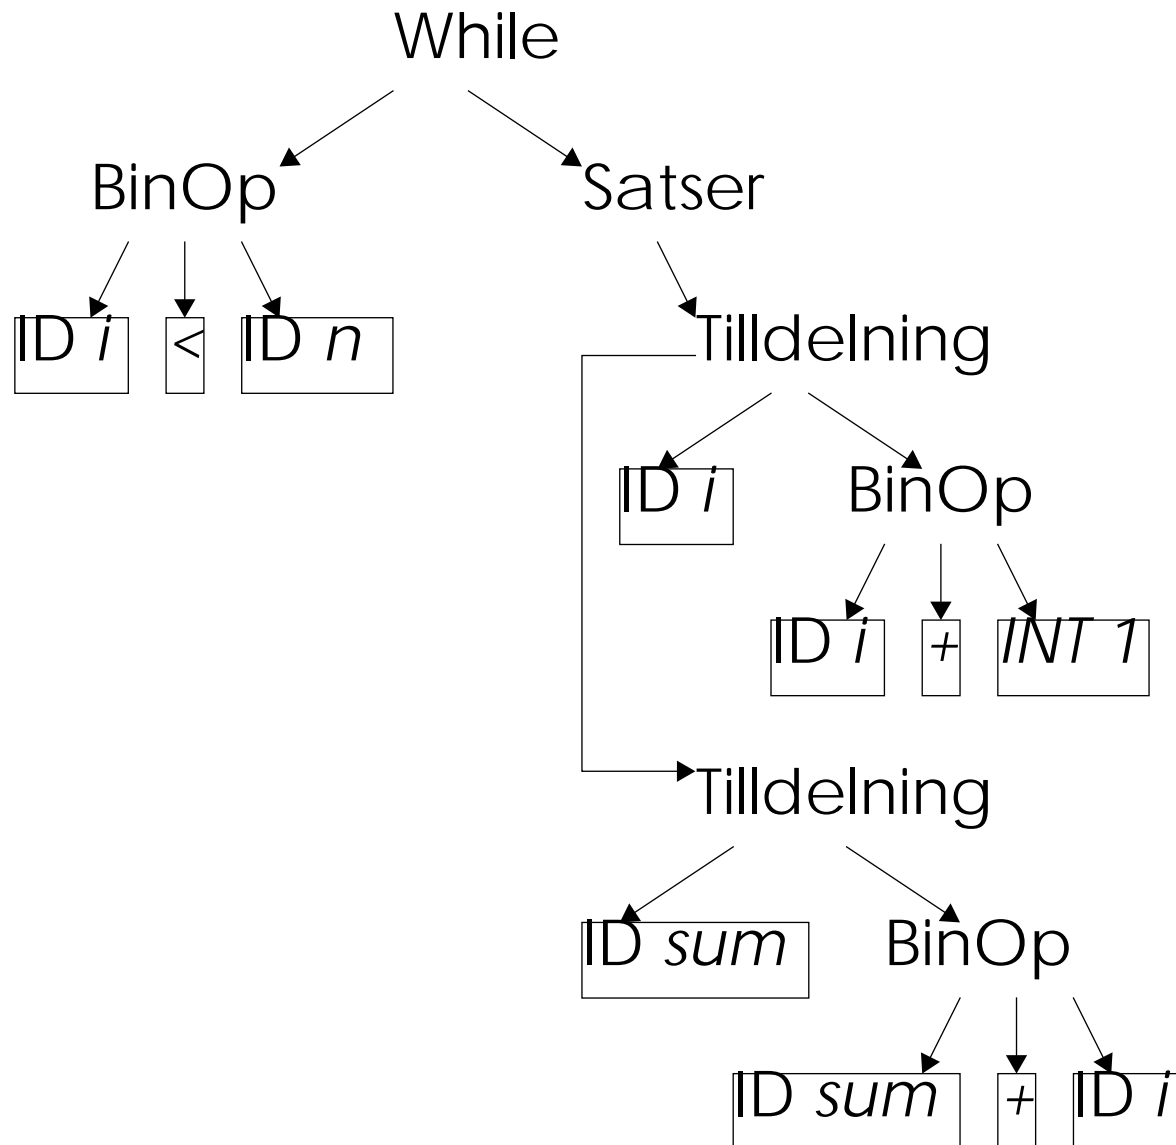 While
BinOp Satser
ID i < ID n Tilldelning
ID i BinOp
ID i + INT 1
Tilldelning
ID sum BinOp
ID sum + ID i